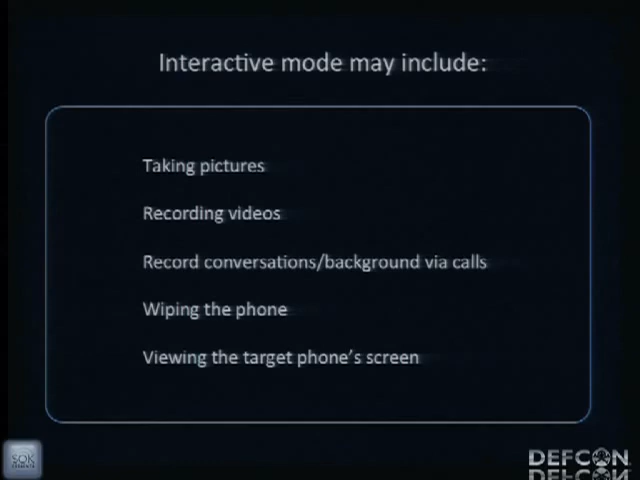 Interactive mode may include:
Taking pictures
Recording videos
Record conversations/background via calls
Wiping the phone
Viewing the target phone's screen
SOK
DEFCON